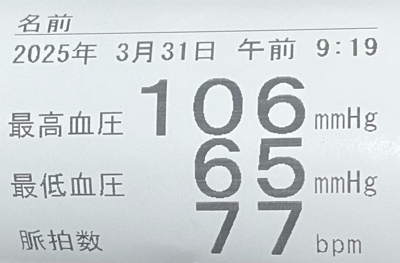 名前
2025年 3月31日 午前 9:19
最高血圧 106 mmHg
最低血圧 65 mmHg
脈拍数 77 bpm